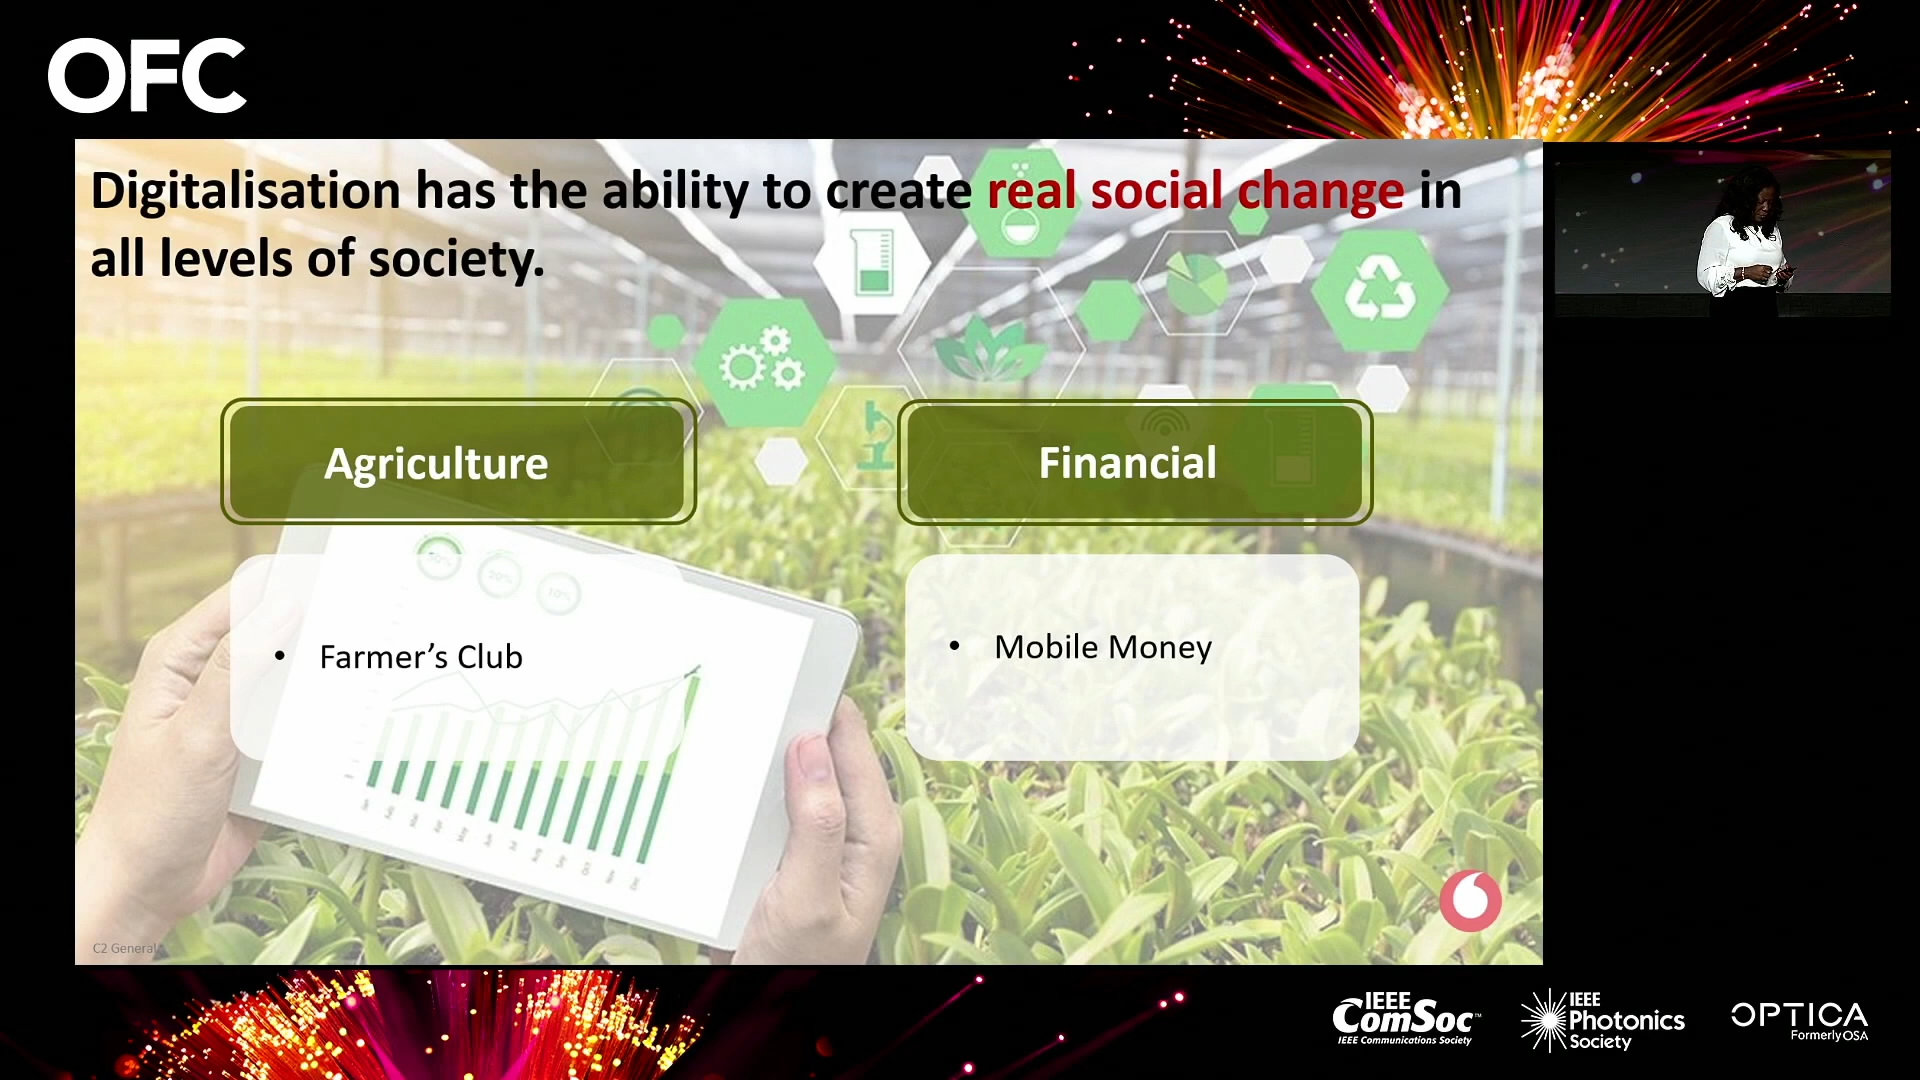 OFC
Digitalisation has the ability to create real social change in
all levels of society.
Agriculture
Financial
• Farmer's Club
• Mobile Money
C2 General
IEEE
ComSoc™
IEEE Communications Society
IEEE
Photonics
Society
OPTICA
Formerly OSA